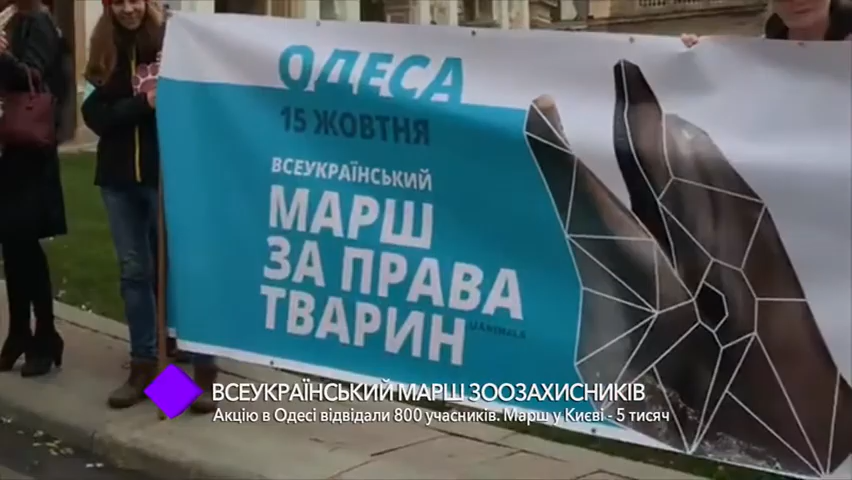 ОДЕСА
15 ЖОВТНЯ
ВСЕУКРАЇНСЬКИЙ
МАРШ
ЗА ПРАВА
ТВАРИН
UANIMALS
ВСЕУКРАЇНСЬКИЙ МАРШ ЗООЗАХИСНИКІВ
Акцію в Одесі відвідали 800 учасників. Марш у Києві - 5 тисяч